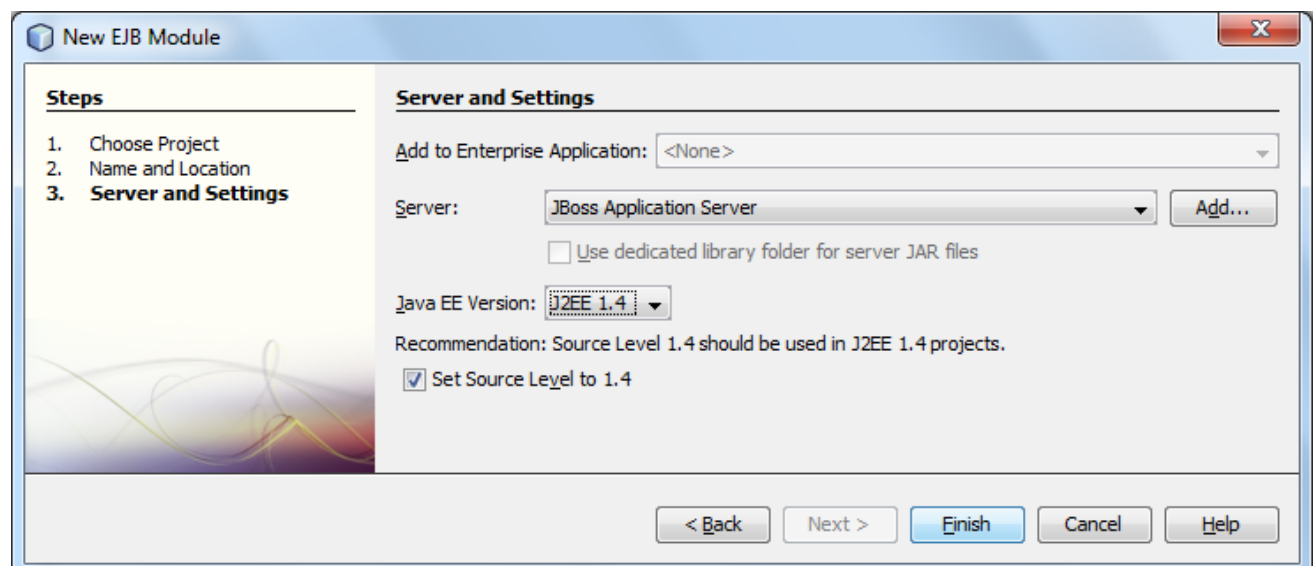 New EJB Module
Steps
1. Choose Project
2. Name and Location
3. Server and Settings
Server and Settings
Add to Enterprise Application: <None>
Server: JBoss Application Server Add...
Use dedicated library folder for server JAR files
Java EE Version: J2EE 1.4
Recommendation: Source Level 1.4 should be used in J2EE 1.4 projects.
Set Source Level to 1.4
< Back Next > Finish Cancel Help